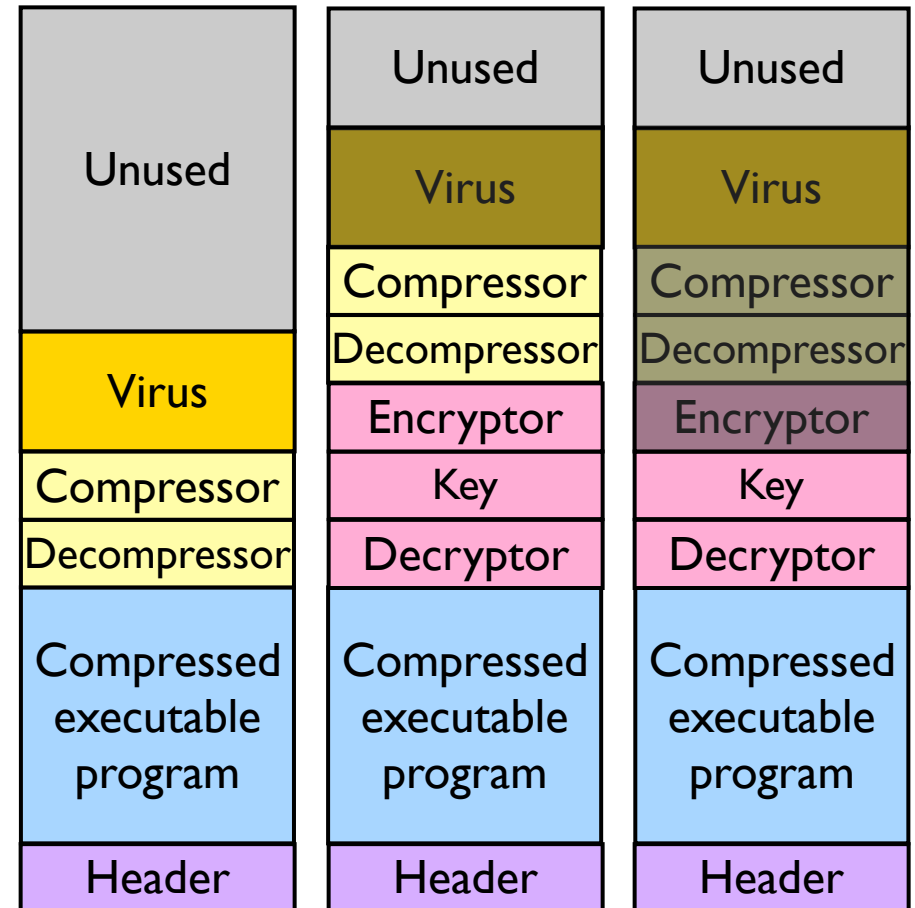 Unused
Virus
Compressor
Decompressor
Compressed
executable
program
Header
Unused
Virus
Compressor
Decompressor
Encryptor
Key
Decryptor
Compressed
executable
program
Header
Unused
Virus
Compressor
Decompressor
Encryptor
Key
Decryptor
Compressed
executable
program
Header